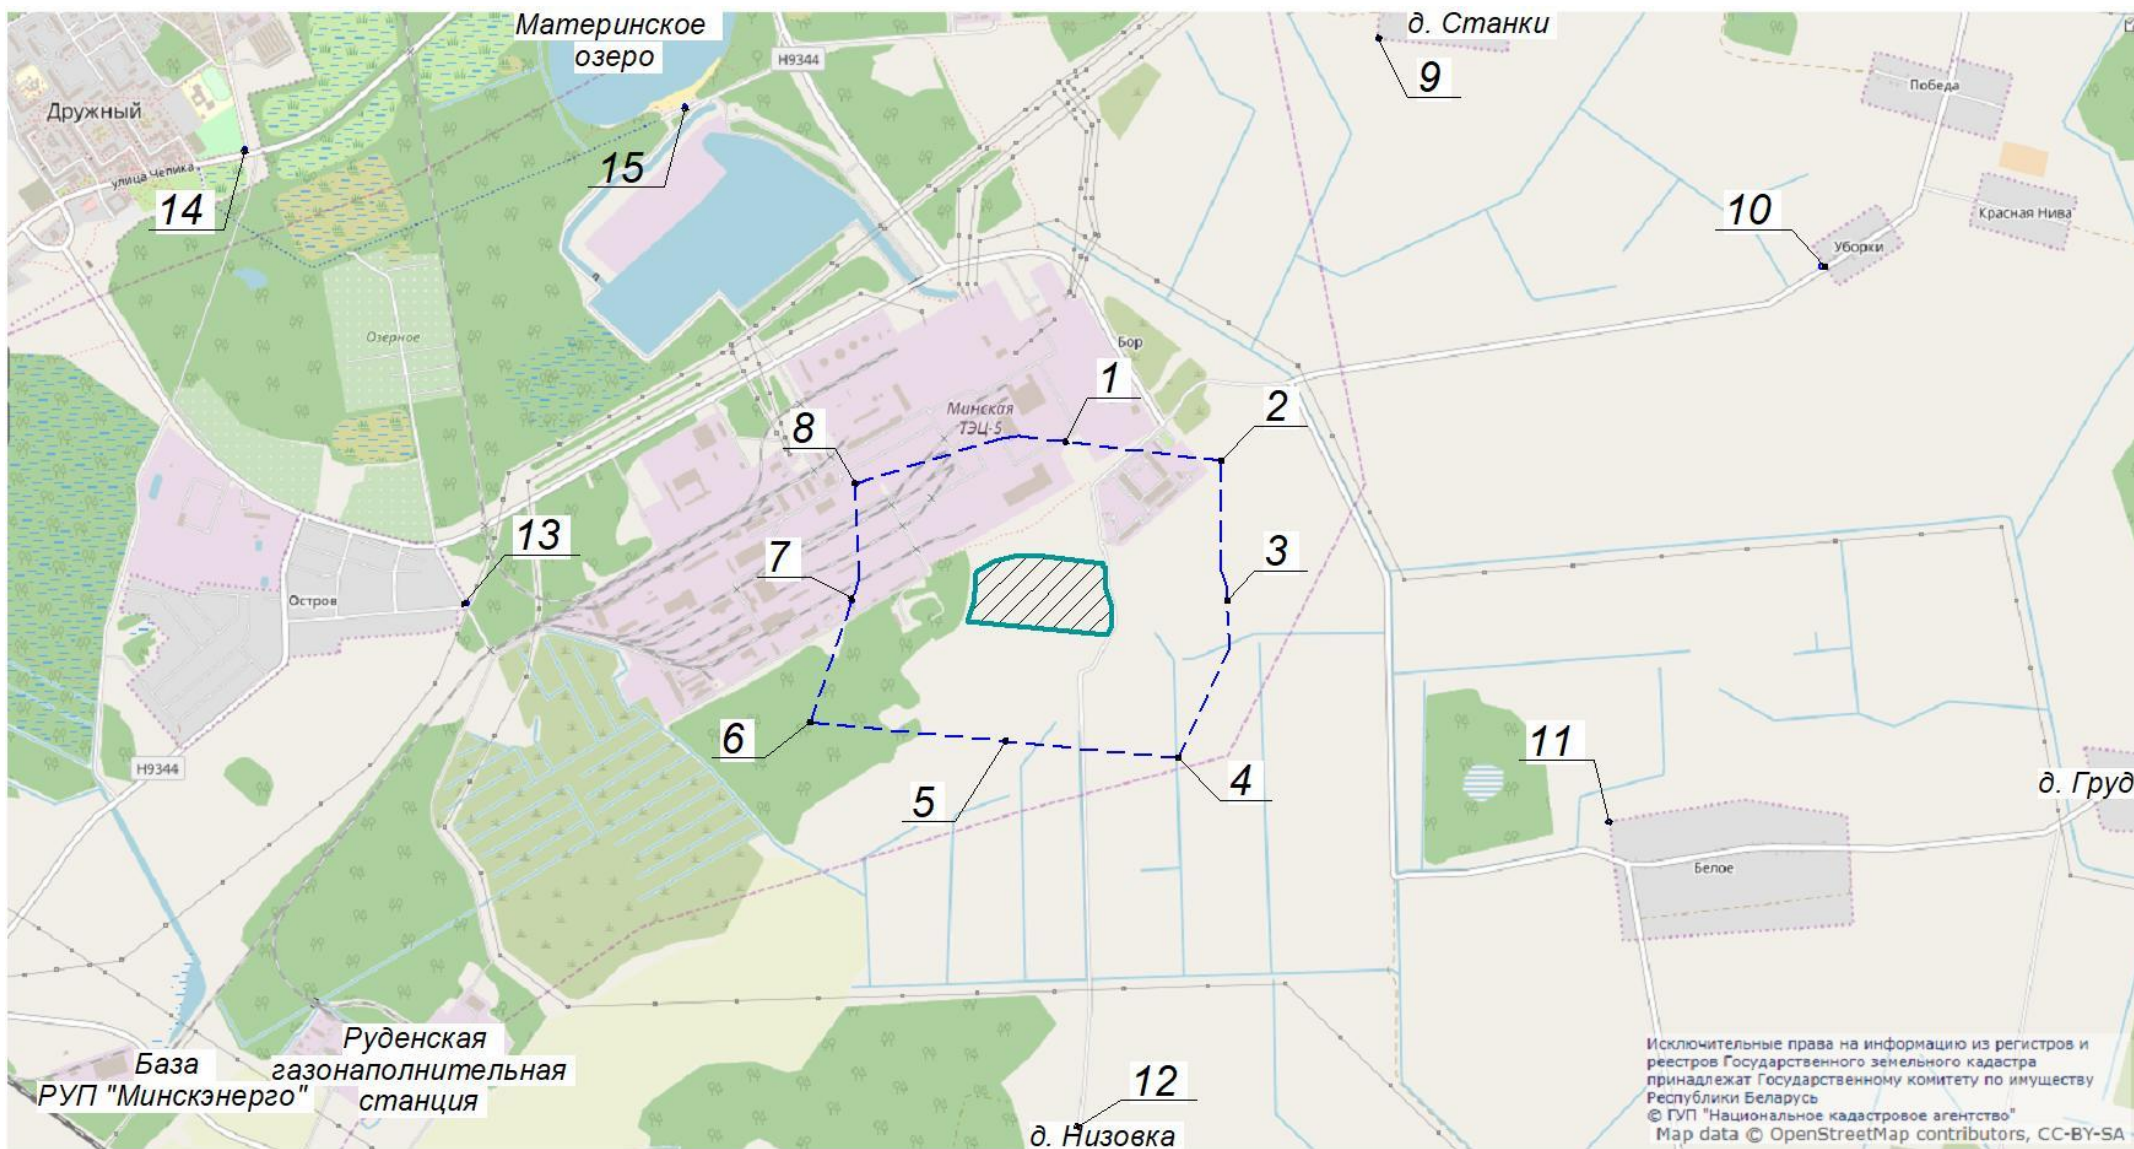 Материнское
озеро
Н9344
д. Станки
9
Победа
Дружный
улица Чепика
14
15
10
Красная Нива
Уборки
Озерное
Бор
1
Минская
ТЭЦ-5
2
8
13
7
3
Остров
6
5
4
11
Н9344
д. Груд
Белое
База
РУП "Минскэнерго"
Руденская
газонаполнительная
станция
12
д. Низовка
Исключительные права на информацию из регистров и
реестров Государственного земельного кадастра
принадлежат Государственному комитету по имуществу
Республики Беларусь
© ГУП "Национальное кадастровое агентство"
Map data © OpenStreetMap contributors, CC-BY-SA